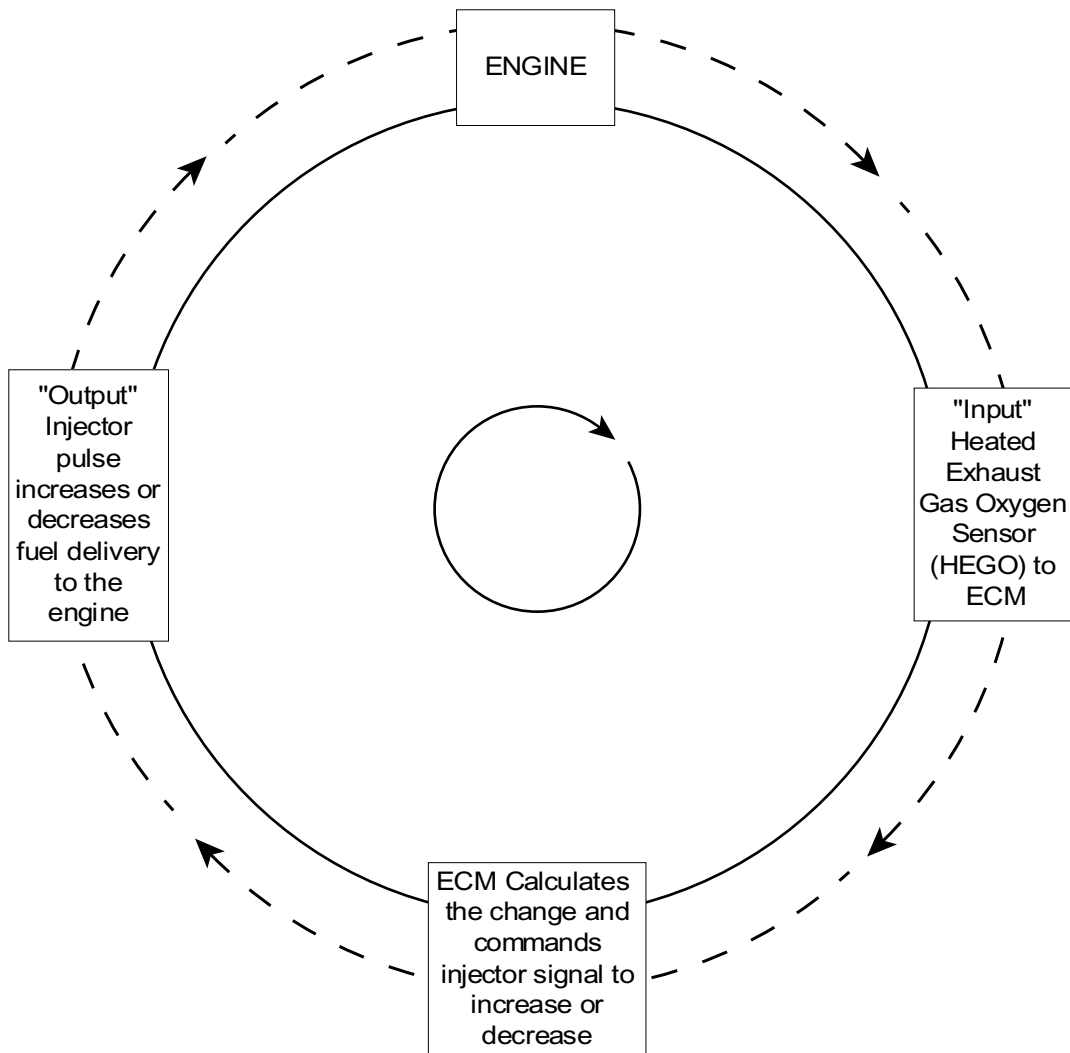 ENGINE
"Output"
Injector
pulse
increases or
decreases
fuel delivery
to the
engine
"Input"
Heated
Exhaust
Gas Oxygen
Sensor
(HEGO) to
ECM
ECM Calculates
the change and
commands
injector signal to
increase or
decrease